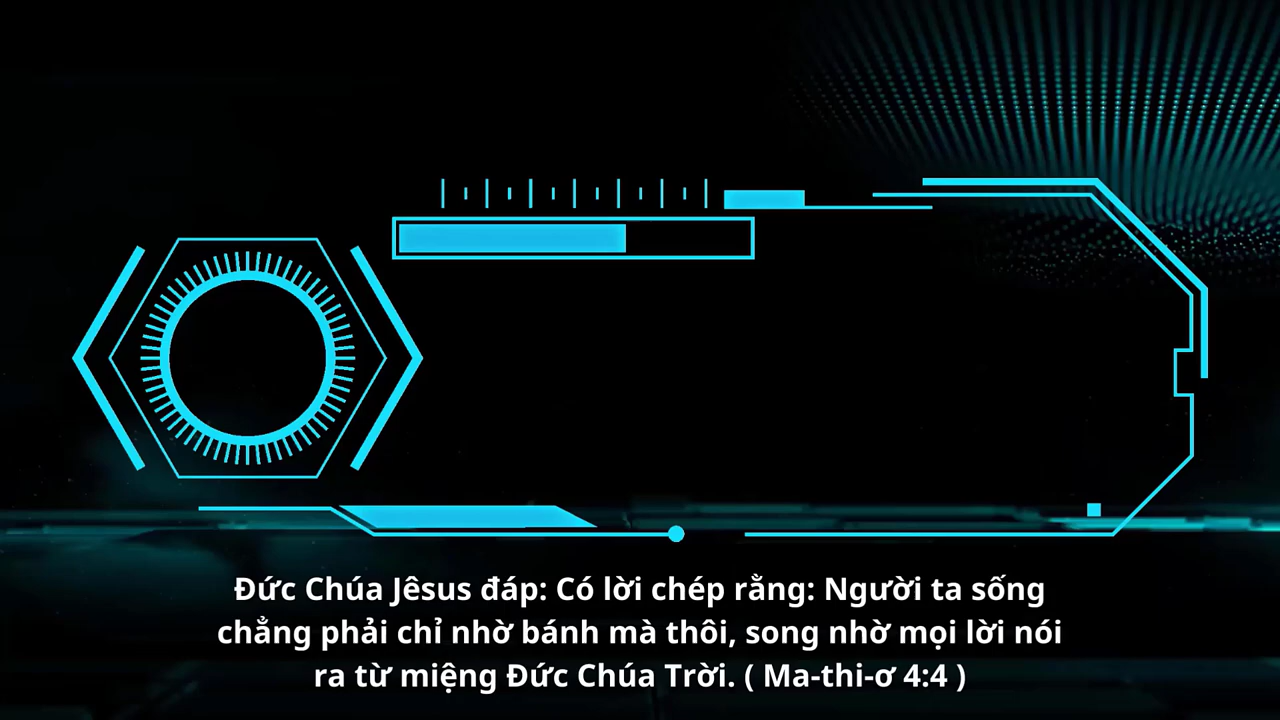 Đức Chúa Jêsus đáp: Có lời chép rằng: Người ta sống
chẳng phải chỉ nhờ bánh mà thôi, song nhờ mọi lời nói
ra từ miệng Đức Chúa Trời. ( Ma-thi-ơ 4:4 )